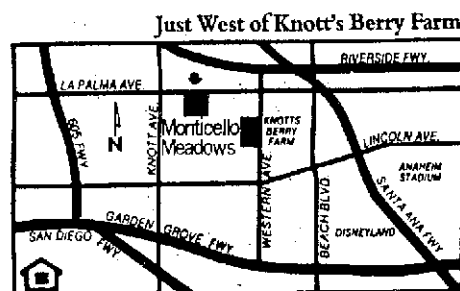 Just West of Knott's Berry Farm
RIVERSIDE FWY.
LA PALMA AVE.
605 FWY
N
KNOTT AVE.
Monticello
Meadows
KNOTTS
BERRY
FARM
LINCOLN AVE.
ANAHEIM
STADIUM
WESTERN AVE.
BEACH BLVD.
SANTA ANA FWY
GARDEN GROVE FWY.
SAN DIEGO FWY.
DISNEYLAND